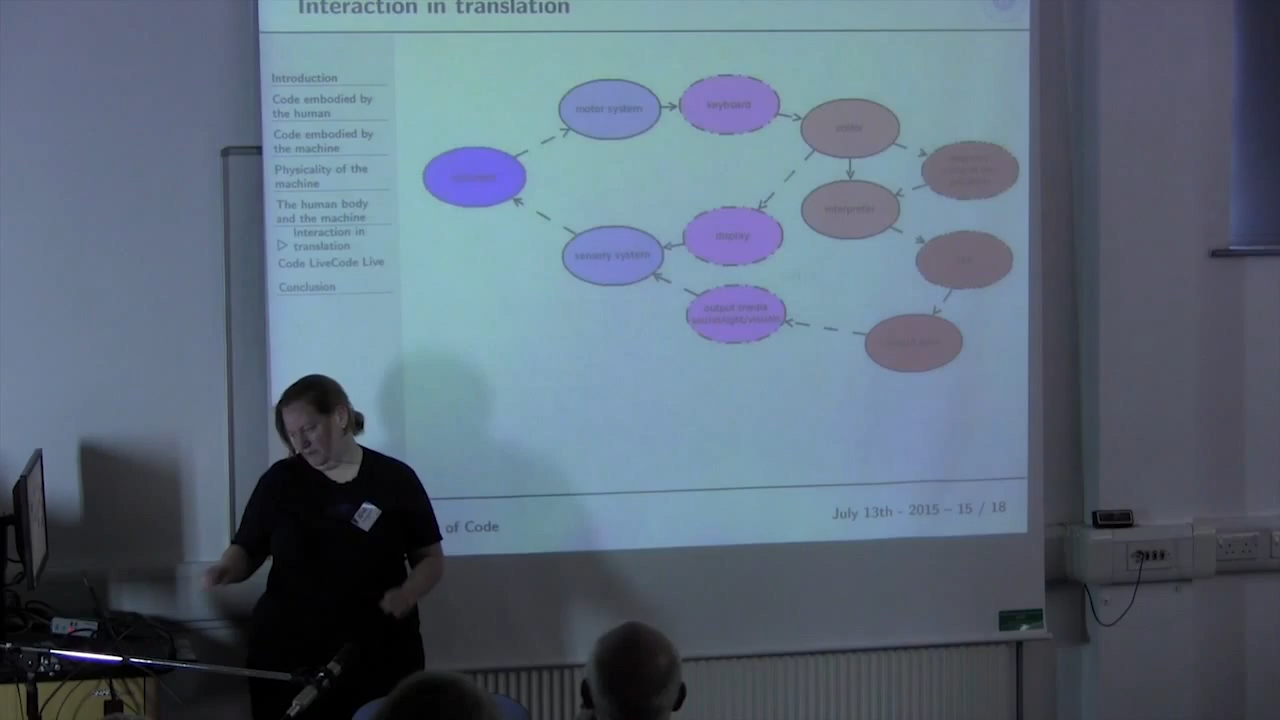 Interaction in translation
Introduction
Code embodied by
the human
Code embodied by
the machine
Physicality of the
machine
The human body
and the machine
Interaction in
translation
Code LiveCode Live
Conclusion
motor system
keyboard
editor
interpreter
display
sensory system
output media
of Code
July 13th - 2015 – 15 / 18